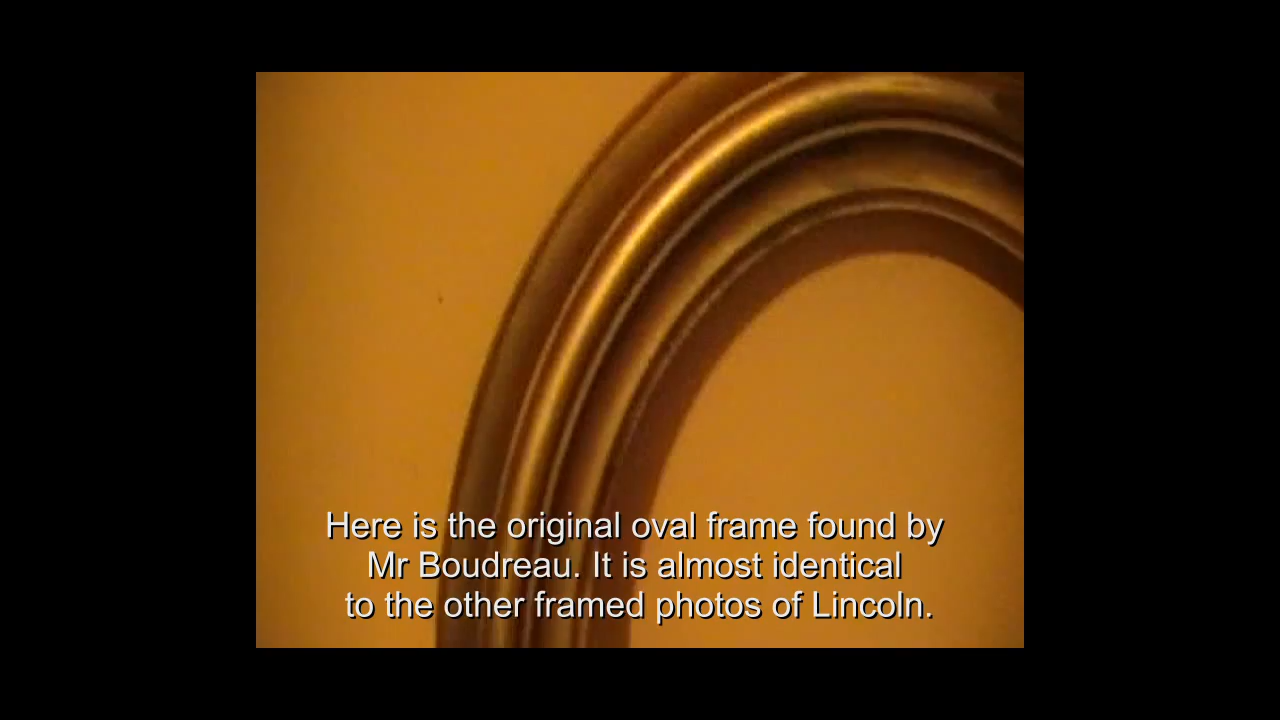 Here is the original oval frame found by
Mr Boudreau. It is almost identical
to the other framed photos of Lincoln.